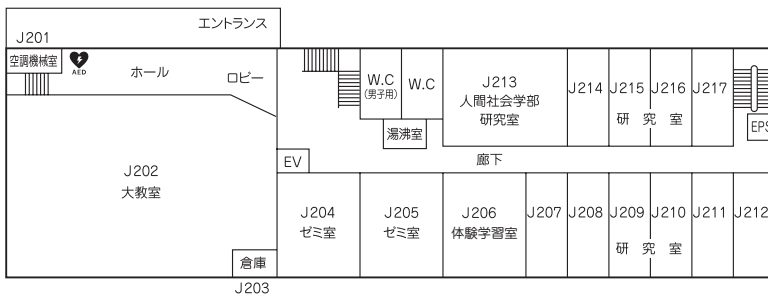 エントランス
J201
空調機械室
AED
ホール
ロビー
W.C
(男子用)
W.C
J213
人間社会学部
研究室
J214
J215
J216
J217
研究室
湯沸室
EPS
EV
廊下
J202
大教室
J204
ゼミ室
J205
ゼミ室
J206
体験学習室
J207
J208
J209
J210
J211
J212
研究室
倉庫
J203